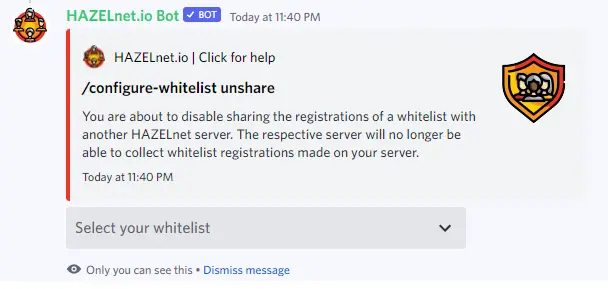 HAZELnet.io Bot ✓ BOT Today at 11:40 PM
HAZELnet.io | Click for help
/configure-whitelist unshare
You are about to disable sharing the registrations of a whitelist with
another HAZELnet server. The respective server will no longer be
able to collect whitelist registrations made on your server.
Today at 11:40 PM
Select your whitelist
Only you can see this • Dismiss message